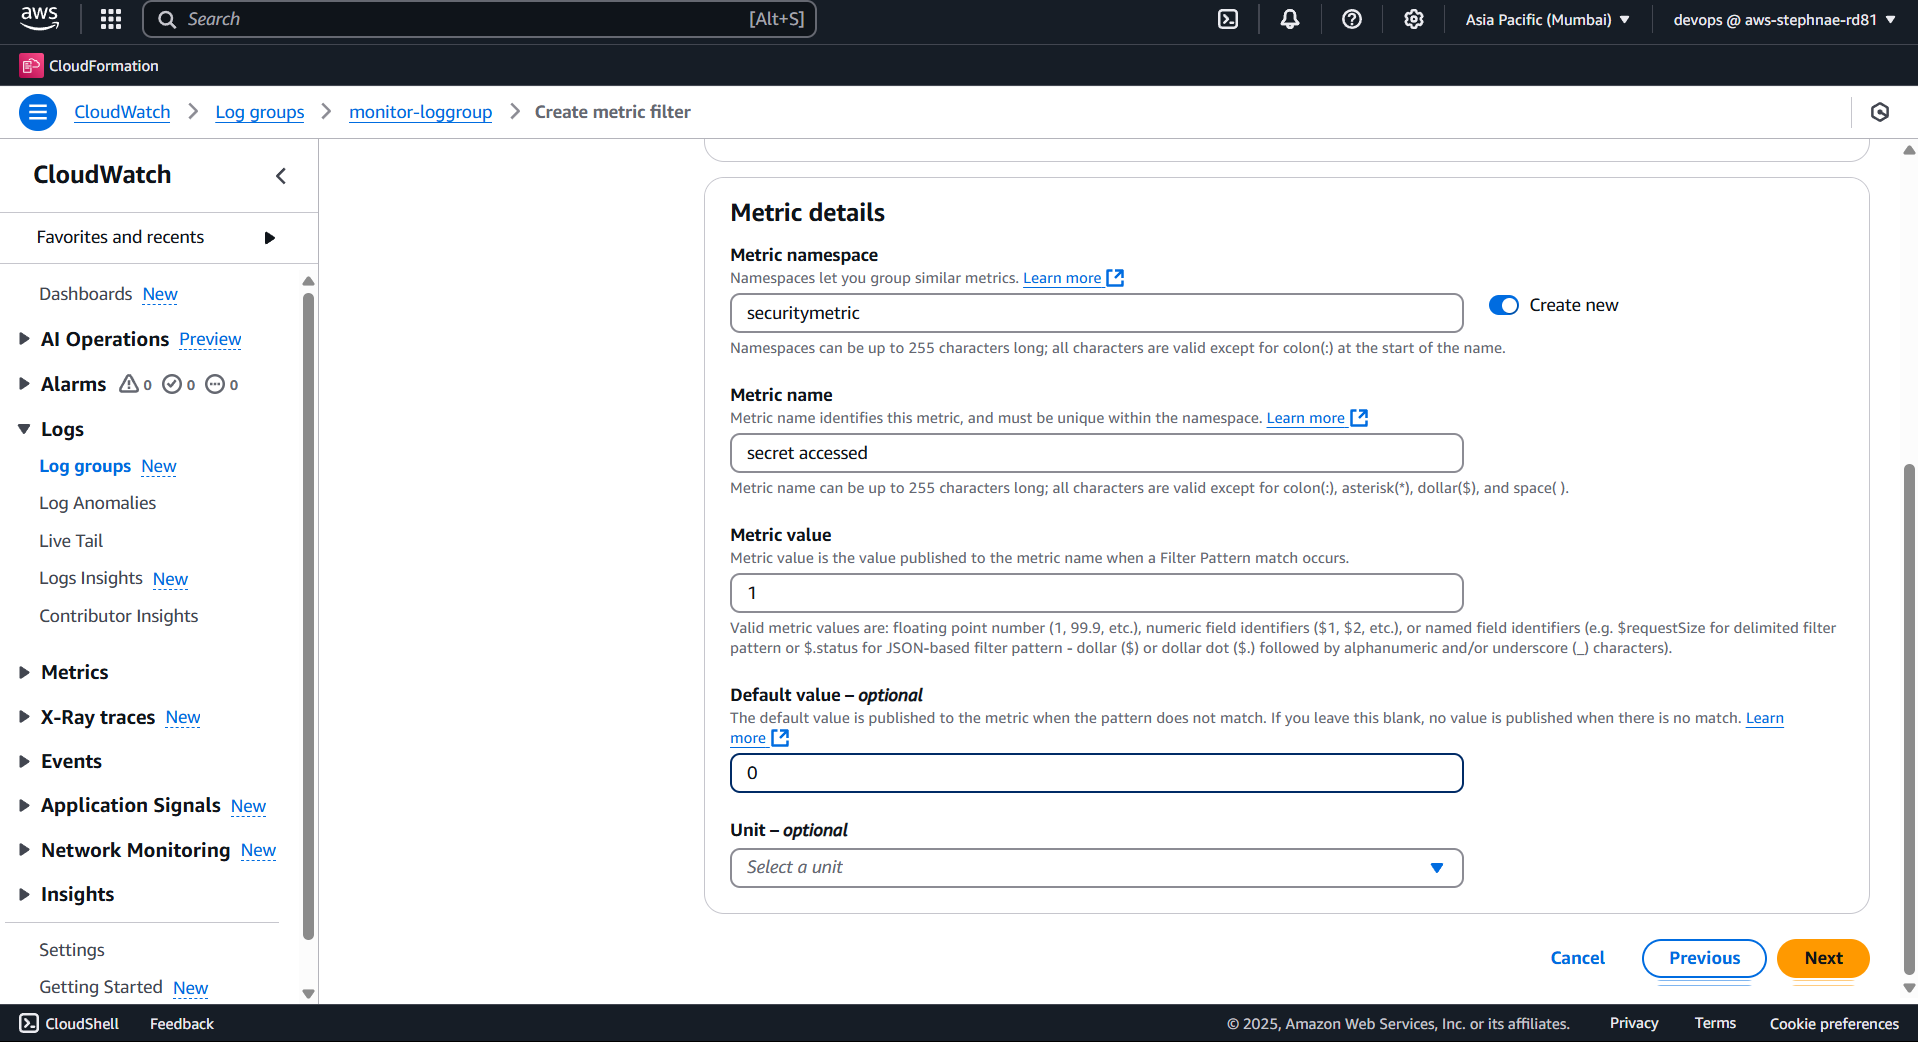 aws
Search
[Alt+S]
Asia Pacific (Mumbai)
devops @ aws-stephnae-rd81
CloudFormation
CloudWatch
Log groups
monitor-loggroup
Create metric filter
CloudWatch
Favorites and recents
Dashboards New
AI Operations Preview
Alarms 0 0 0
Logs
Log groups New
Log Anomalies
Live Tail
Logs Insights New
Contributor Insights
Metrics
X-Ray traces New
Events
Application Signals New
Network Monitoring New
Insights
Settings
Getting Started New
Metric details
Metric namespace
Namespaces let you group similar metrics. Learn more
securitymetric
Create new
Namespaces can be up to 255 characters long; all characters are valid except for colon(:) at the start of the name.
Metric name
Metric name identifies this metric, and must be unique within the namespace. Learn more
secret accessed
Metric name can be up to 255 characters long; all characters are valid except for colon(:), asterisk(*), dollar($), and space( ).
Metric value
Metric value is the value published to the metric name when a Filter Pattern match occurs.
1
Valid metric values are: floating point number (1, 99.9, etc.), numeric field identifiers ($1, $2, etc.), or named field identifiers (e.g. $requestSize for delimited filter
pattern or $.status for JSON-based filter pattern - dollar ($) or dollar dot ($.) followed by alphanumeric and/or underscore (_) characters).
Default value – optional
The default value is published to the metric when the pattern does not match. If you leave this blank, no value is published when there is no match. Learn
more
0
Unit – optional
Select a unit
Cancel
Previous
Next
CloudShell
Feedback
© 2025, Amazon Web Services, Inc. or its affiliates.
Privacy
Terms
Cookie preferences